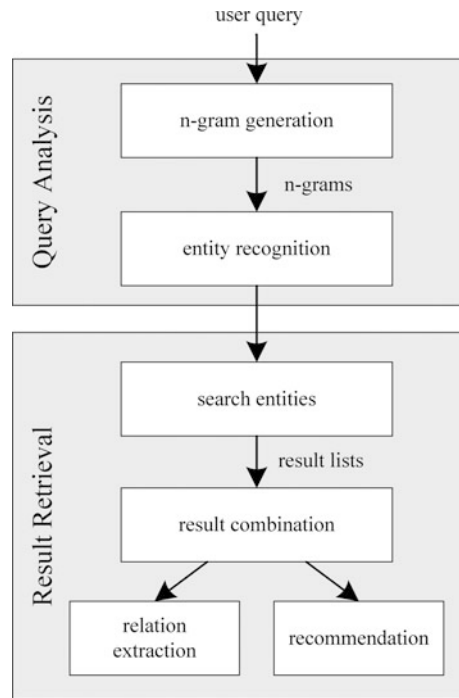 user query
Query Analysis
n-gram generation
n-grams
entity recognition
Result Retrieval
search entities
result lists
result combination
relation
extraction
recommendation